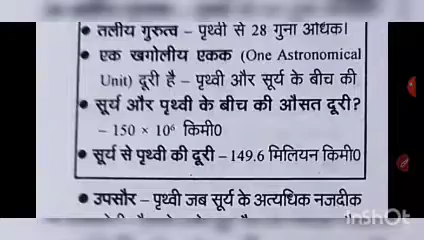 • तलीय गुरुत्व – पृथ्वी से 28 गुना अधिक।
• एक खगोलीय एकक (One Astronomical
Unit) दूरी है – पृथ्वी और सूर्य के बीच की
• सूर्य और पृथ्वी के बीच की औसत दूरी?
– 150 × 10⁶ किमी0
• सूर्य से पृथ्वी की दूरी – 149.6 मिलियन किमी0
• उपसौर – पृथ्वी जब सूर्य के अत्यधिक नजदीक
InShOt